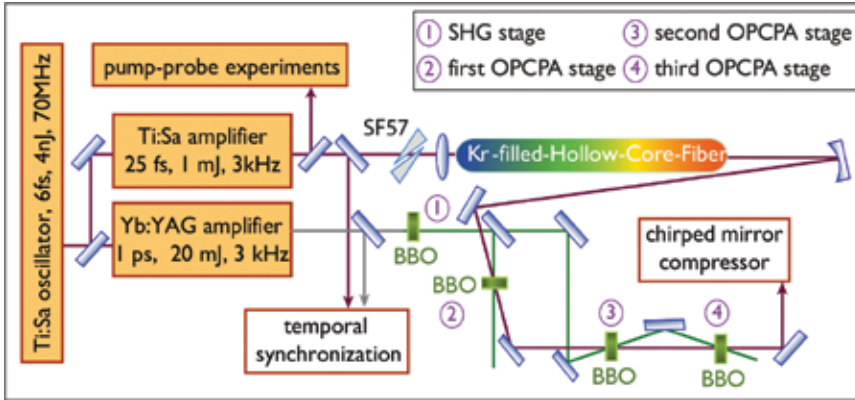 ① SHG stage
③ second OPCPA stage
② first OPCPA stage
④ third OPCPA stage
pump-probe experiments
Ti:Sa oscillator, 6fs, 4nJ, 70MHz
Ti:Sa amplifier
25 fs, 1 mJ, 3kHz
SF57
Kr-filled-Hollow-Core-Fiber
Yb:YAG amplifier
1 ps, 20 mJ, 3 kHz
①
BBO
chirped mirror
compressor
BBO
②
③
④
temporal
synchronization
BBO
BBO